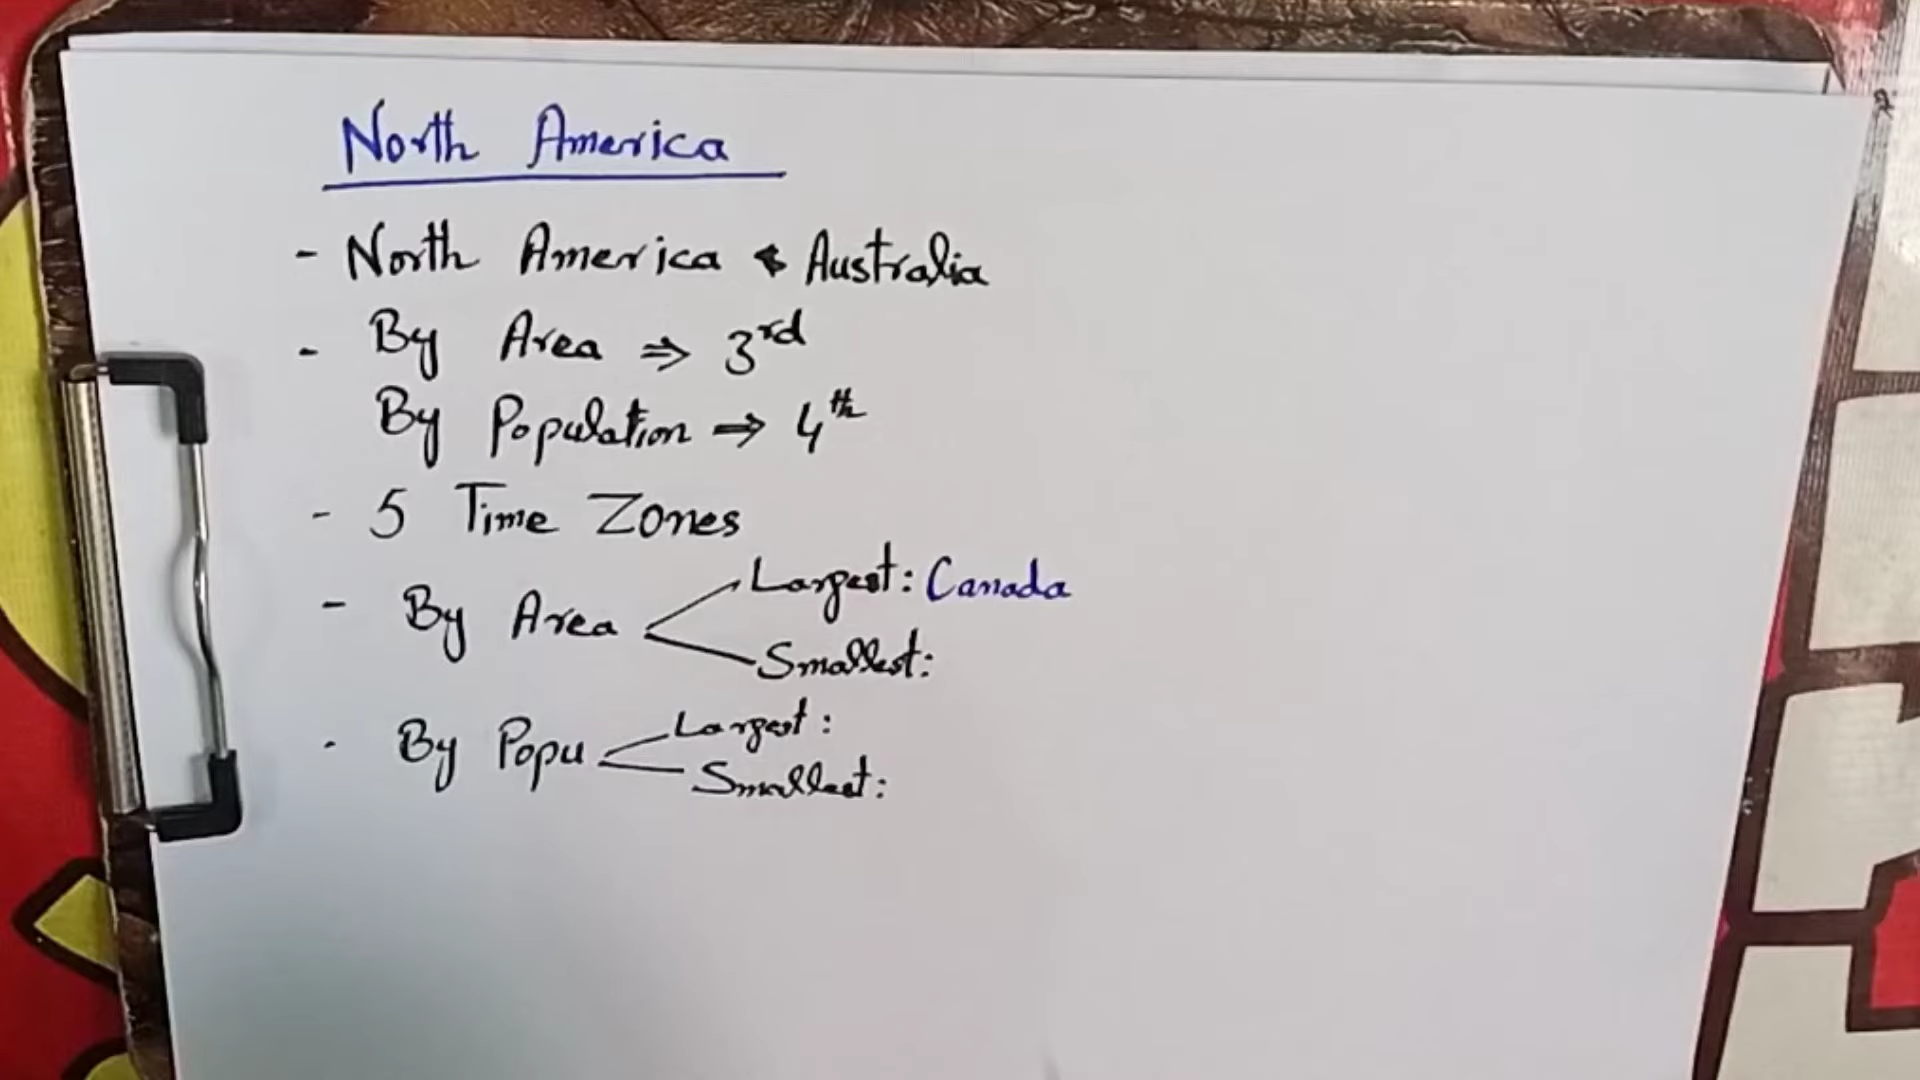 North America
- North America & Australia
- By Area ⇒ 3rd
By Population ⇒ 4th
- 5 Time Zones
- By Area Largest: Canada
Smallest:
- By Popu Largest:
Smallest: